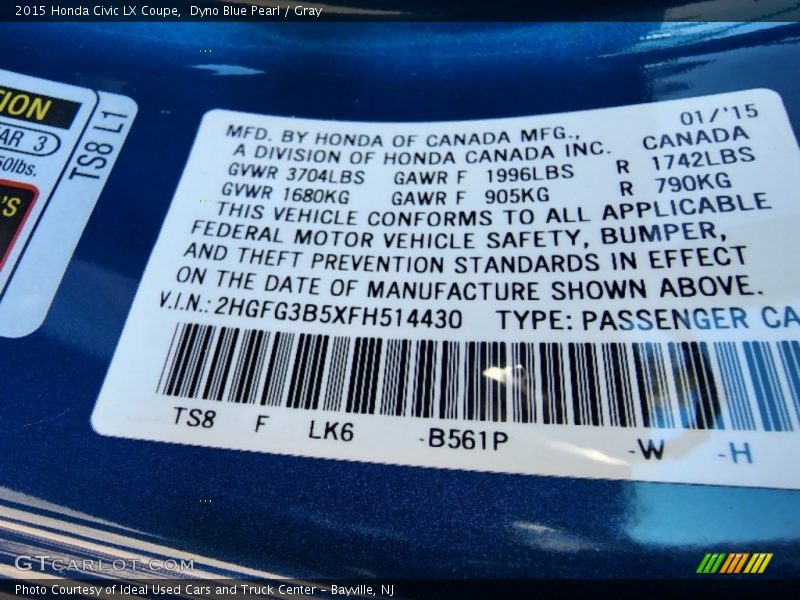 2015 Honda Civic LX Coupe,  Dyno Blue Pearl / Gray
ION
AR 3
50lbs.
'S
TS8 L1
01/'15
MFD. BY HONDA OF CANADA MFG., CANADA
A DIVISION OF HONDA CANADA INC.
GVWR 3704LBS GAWR F 1996LBS R 1742LBS
GVWR 1680KG GAWR F 905KG R 790KG
THIS VEHICLE CONFORMS TO ALL APPLICABLE
FEDERAL MOTOR VEHICLE SAFETY, BUMPER,
AND THEFT PREVENTION STANDARDS IN EFFECT
ON THE DATE OF MANUFACTURE SHOWN ABOVE.
V.I.N.: 2HGFG3B5XFH514430 TYPE: PASSENGER CA
TS8 F LK6 -B561P -W -H
GTCARLOT.COM
Photo Courtesy of Ideal Used Cars and Truck Center – Bayville, NJ